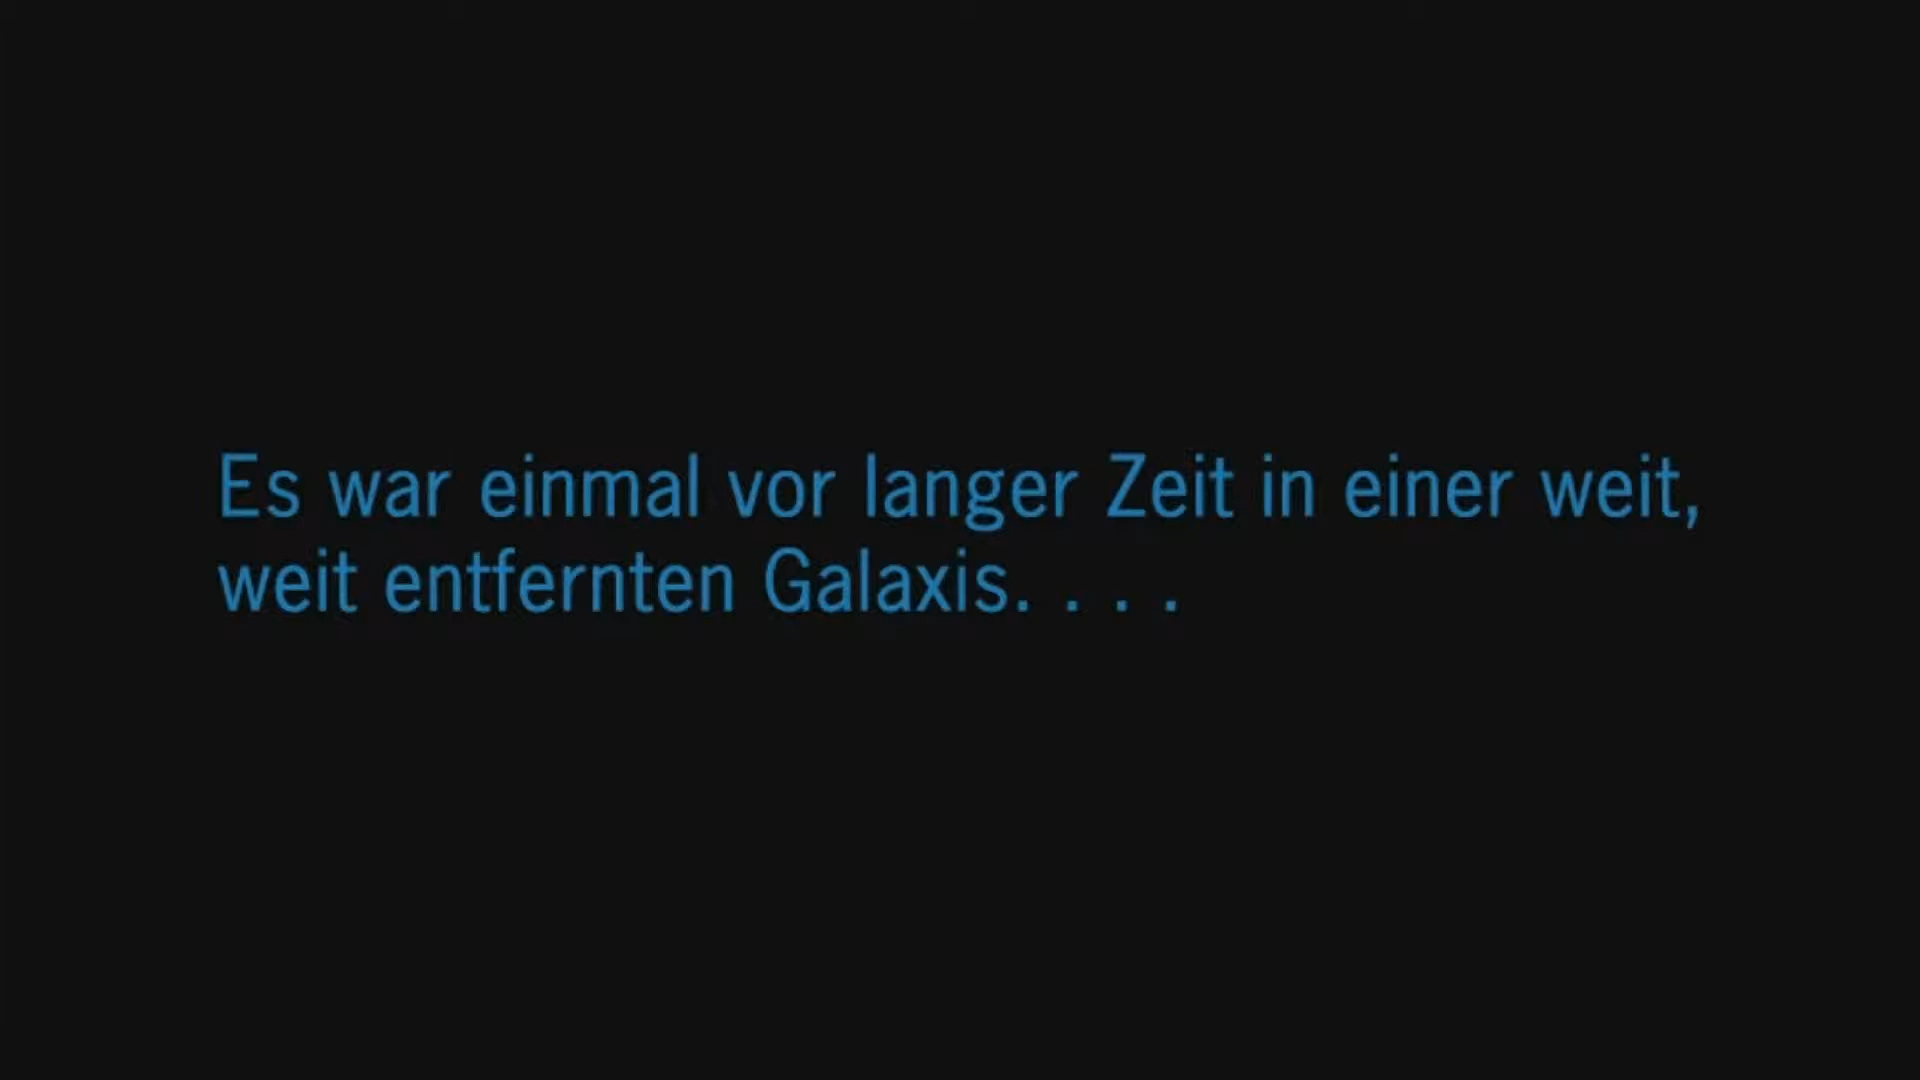 Es war einmal vor langer Zeit in einer weit,
weit entfernten Galaxis. . . .